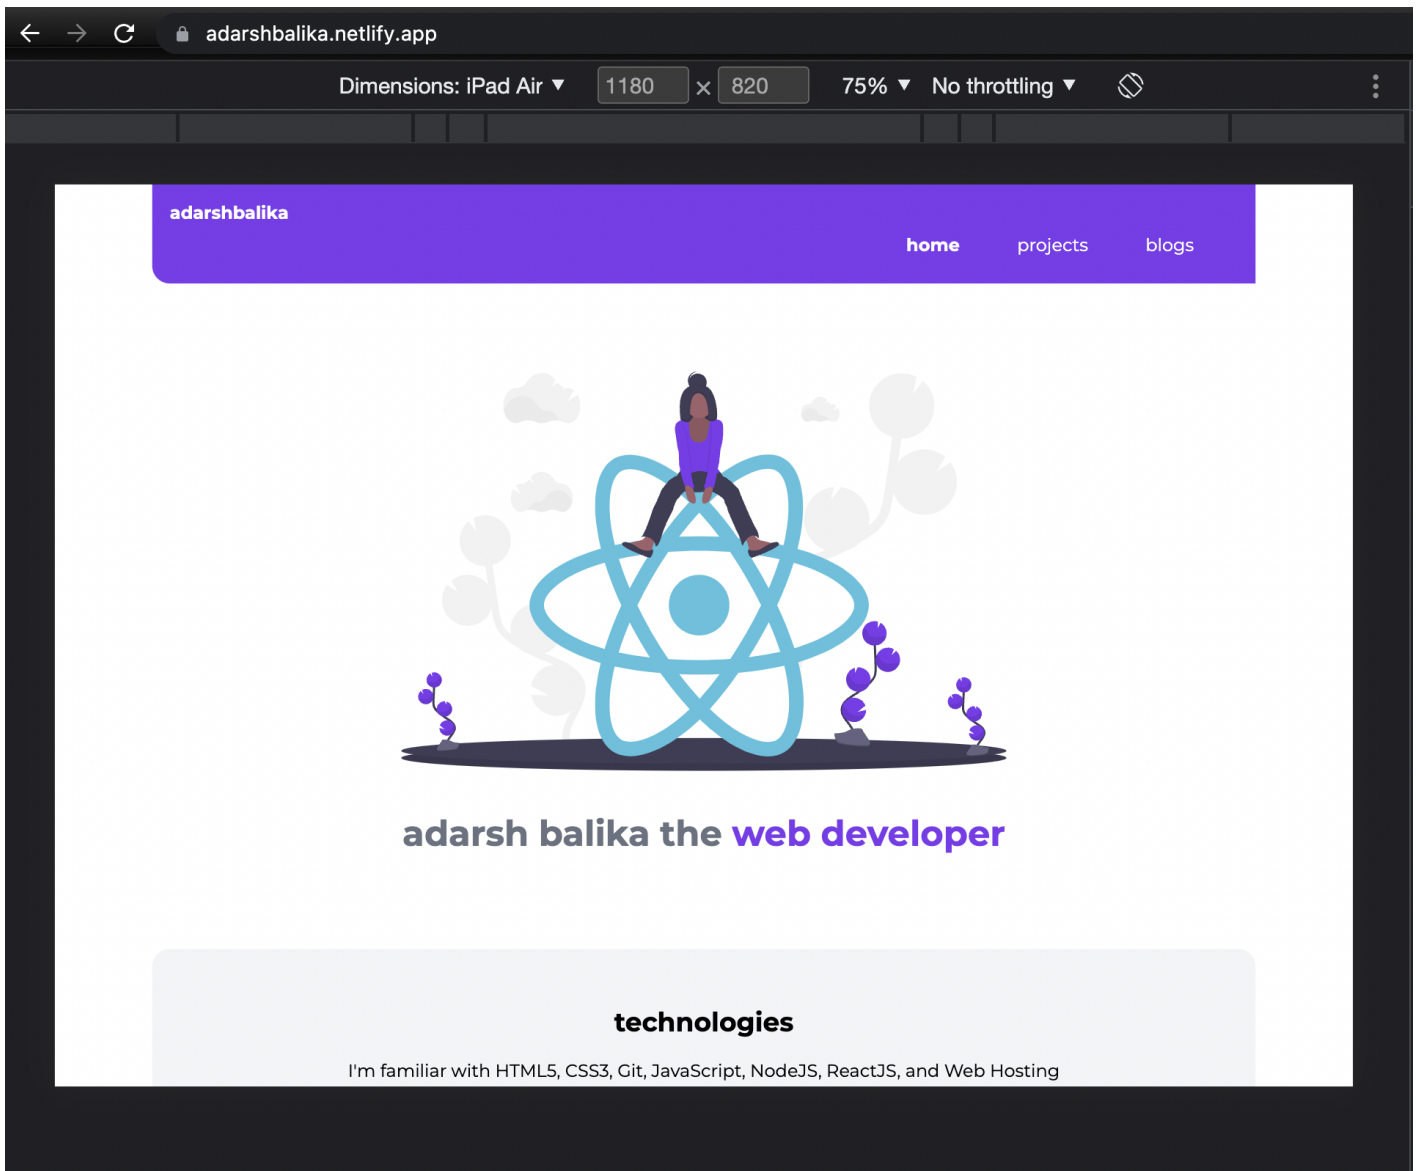 adarshbalika.netlify.app
Dimensions: iPad Air ▼ 1180 × 820 75% ▼ No throttling ▼
adarshbalika
home projects blogs
adarsh balika the web developer
technologies
I'm familiar with HTML5, CSS3, Git, JavaScript, NodeJS, ReactJS, and Web Hosting